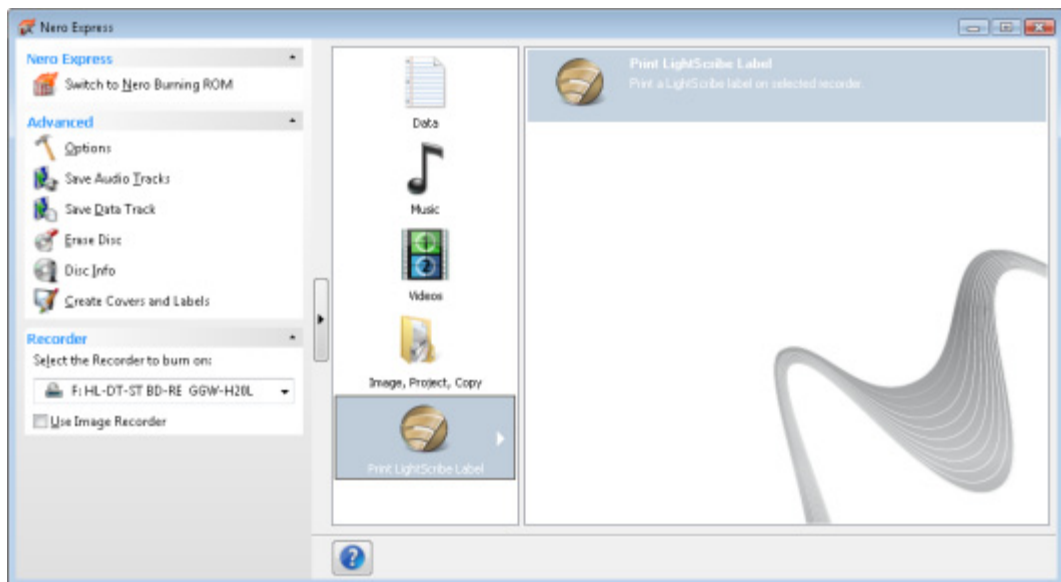 Nero Express
Nero Express
Switch to Nero Burning ROM
Advanced
Options
Save Audio Tracks
Save Data Track
Erase Disc
Disc Info
Create Covers and Labels
Recorder
Select the Recorder to burn on:
F: HL-DT-ST BD-RE GGW-H20L
Use Image Recorder
Data
Music
Videos
Image, Project, Copy
Print LightScribe Label
Print LightScribe Label
Print a LightScribe label on selected recorder.